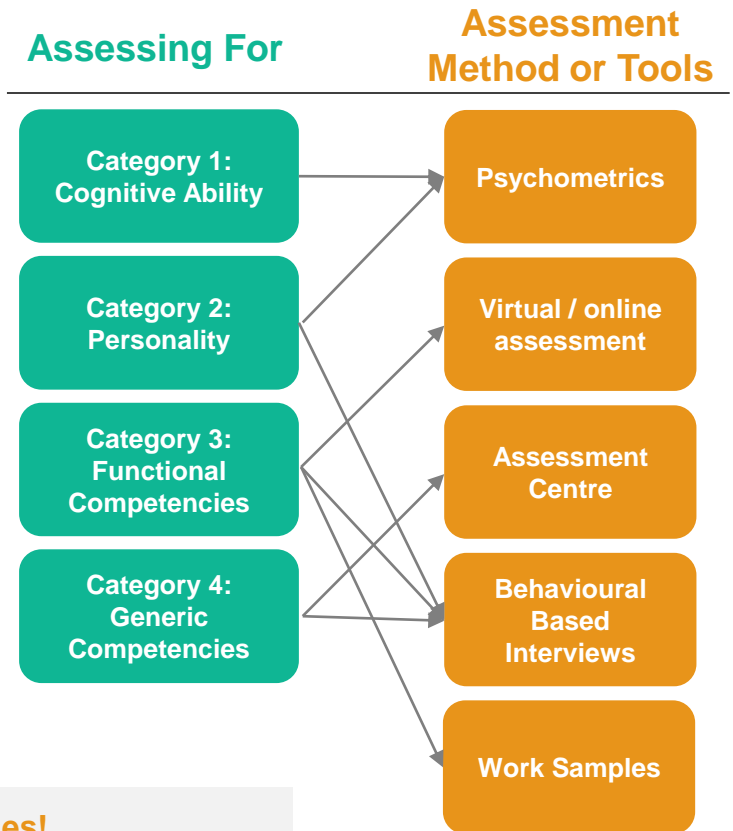 Assessing For
Assessment
Method or Tools
Category 1:
Cognitive Ability
Psychometrics
Category 2:
Personality
Virtual / online
assessment
Category 3:
Functional
Competencies
Assessment
Centre
Category 4:
Generic
Competencies
Behavioural
Based
Interviews
Work Samples